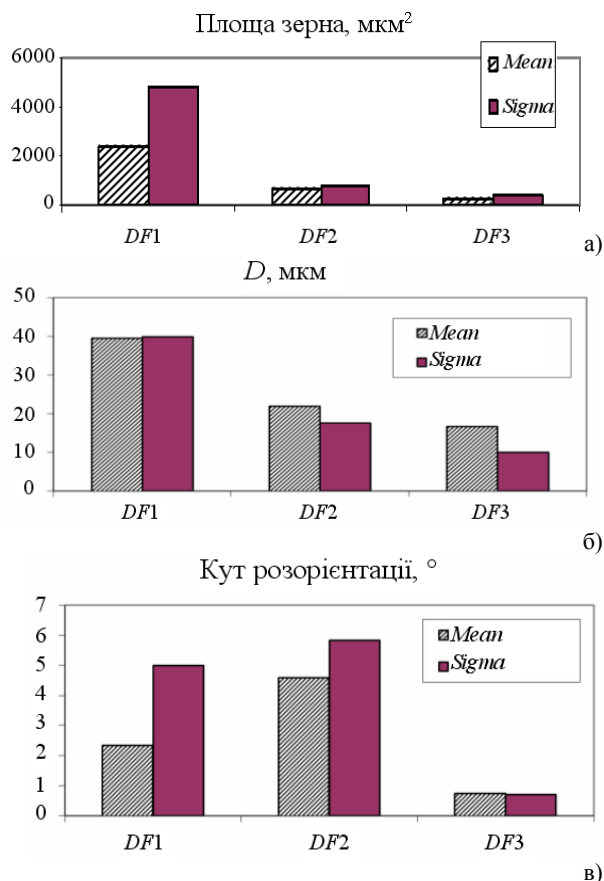 Площа зерна, мкм²
6000
4000
2000
0
Mean
Sigma
DF1 DF2 DF3
а)
D, мкм
50
40
30
20
10
0
Mean
Sigma
DF1 DF2 DF3
б)
Кут розорієнтації, °
7
6
5
4
3
2
1
0
Mean
Sigma
DF1 DF2 DF3
в)